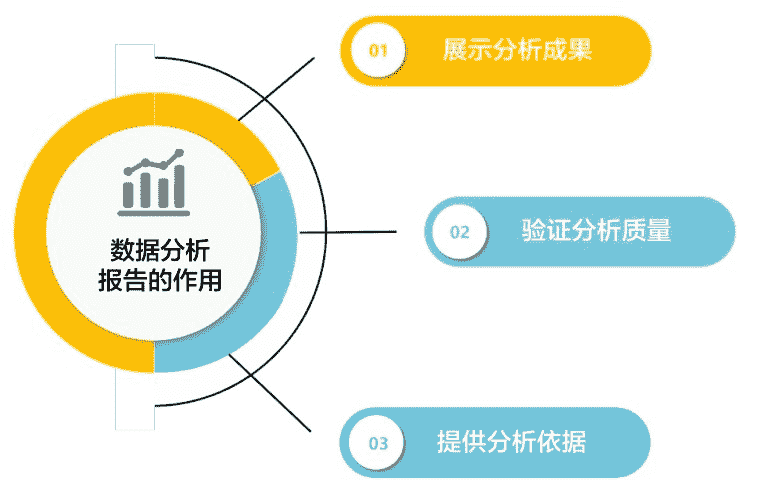 01 展示分析成果
数据分析
报告的作用
02 验证分析质量
03 提供分析依据